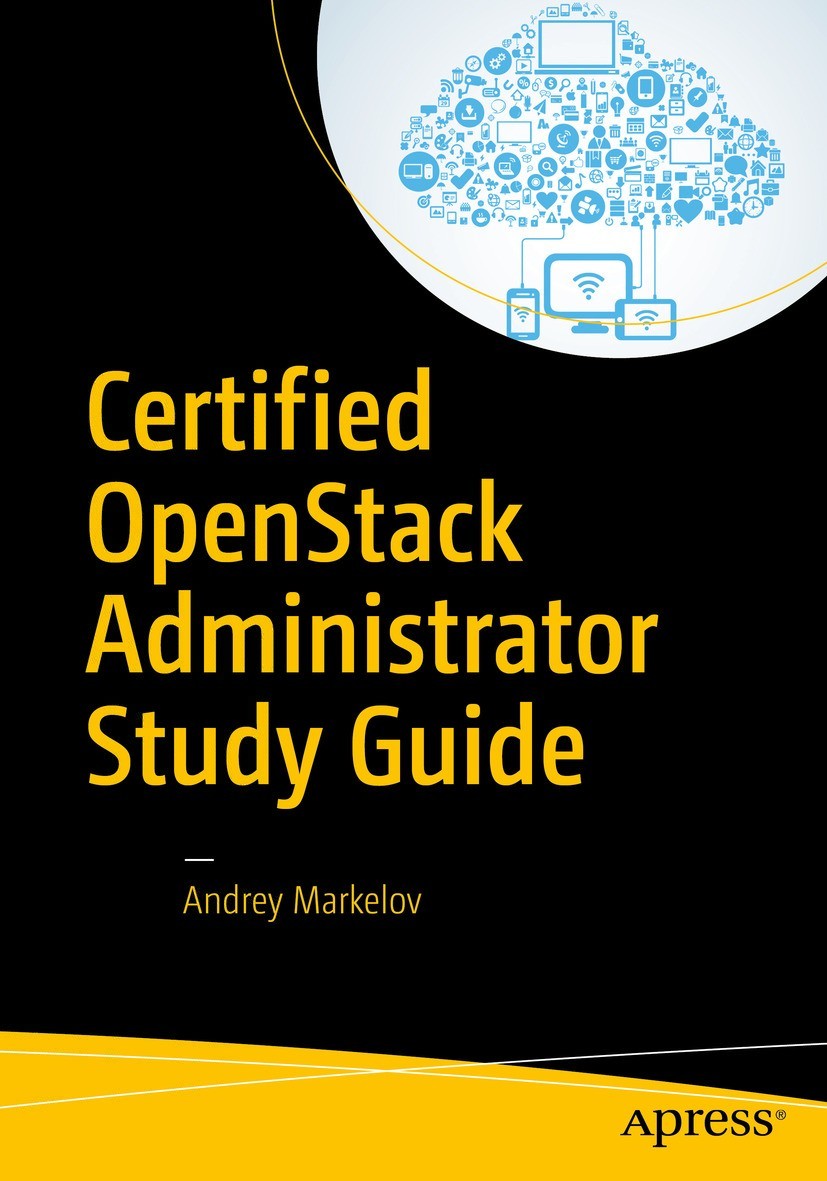 Certified
OpenStack
Administrator
Study Guide
Andrey Markelov
Apress®